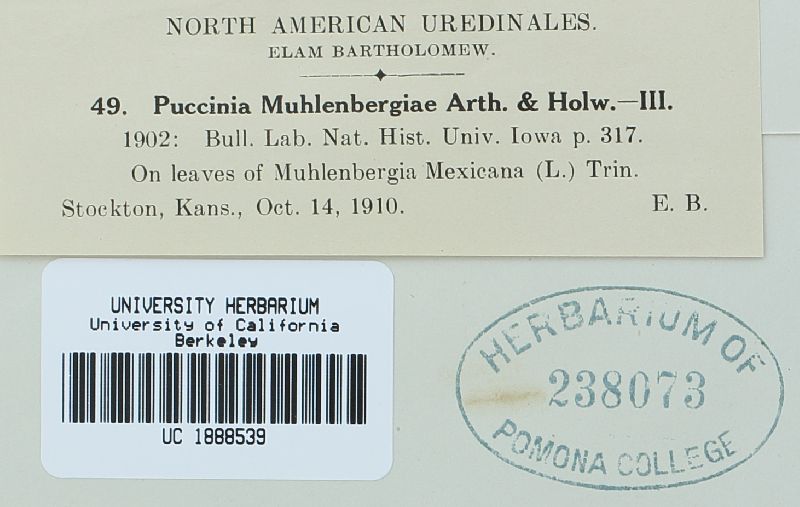 NORTH AMERICAN UREDINALES.
ELAM BARTHOLOMEW.
49. Puccinia Muhlenbergiae Arth. & Holw.—III.
1902: Bull. Lab. Nat. Hist. Univ. Iowa p. 317.
On leaves of Muhlenbergia Mexicana (L.) Trin.
Stockton, Kans., Oct. 14, 1910. E. B.
UNIVERSITY HERBARIUM
University of California
Berkeley
UC 1888539
HERBARIUM OF
238073
POMONA COLLEGE